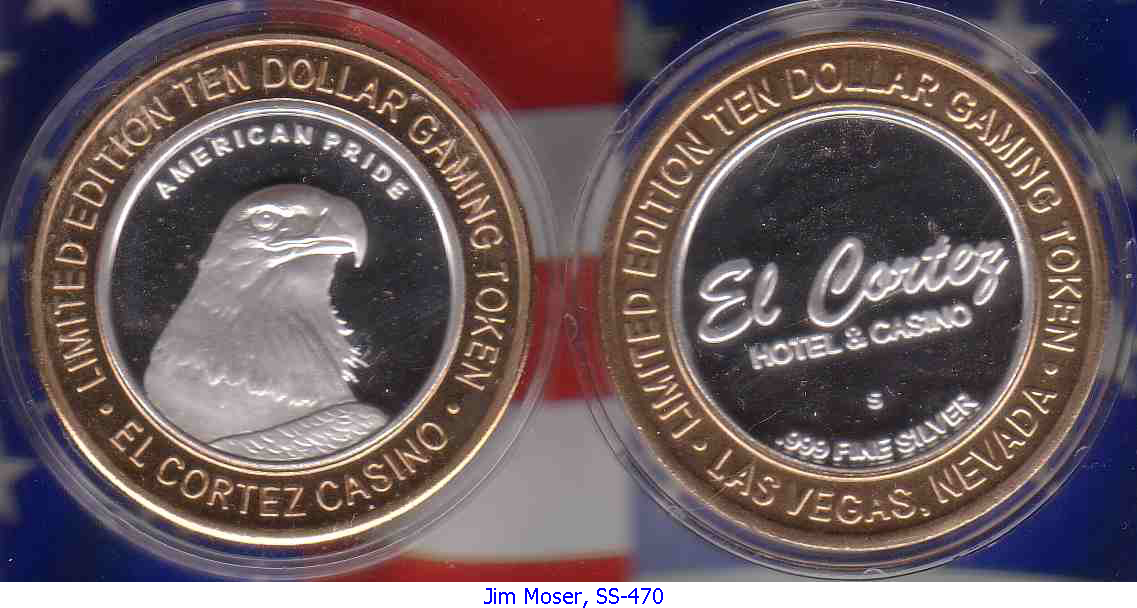 LIMITED EDITION TEN DOLLAR GAMING TOKEN
AMERICAN PRIDE
• EL CORTEZ CASINO •
LIMITED EDITION TEN DOLLAR GAMING TOKEN
El Cortez
HOTEL & CASINO
S
.999 FINE SILVER
• LAS VEGAS, NEVADA •
Jim Moser, SS-470